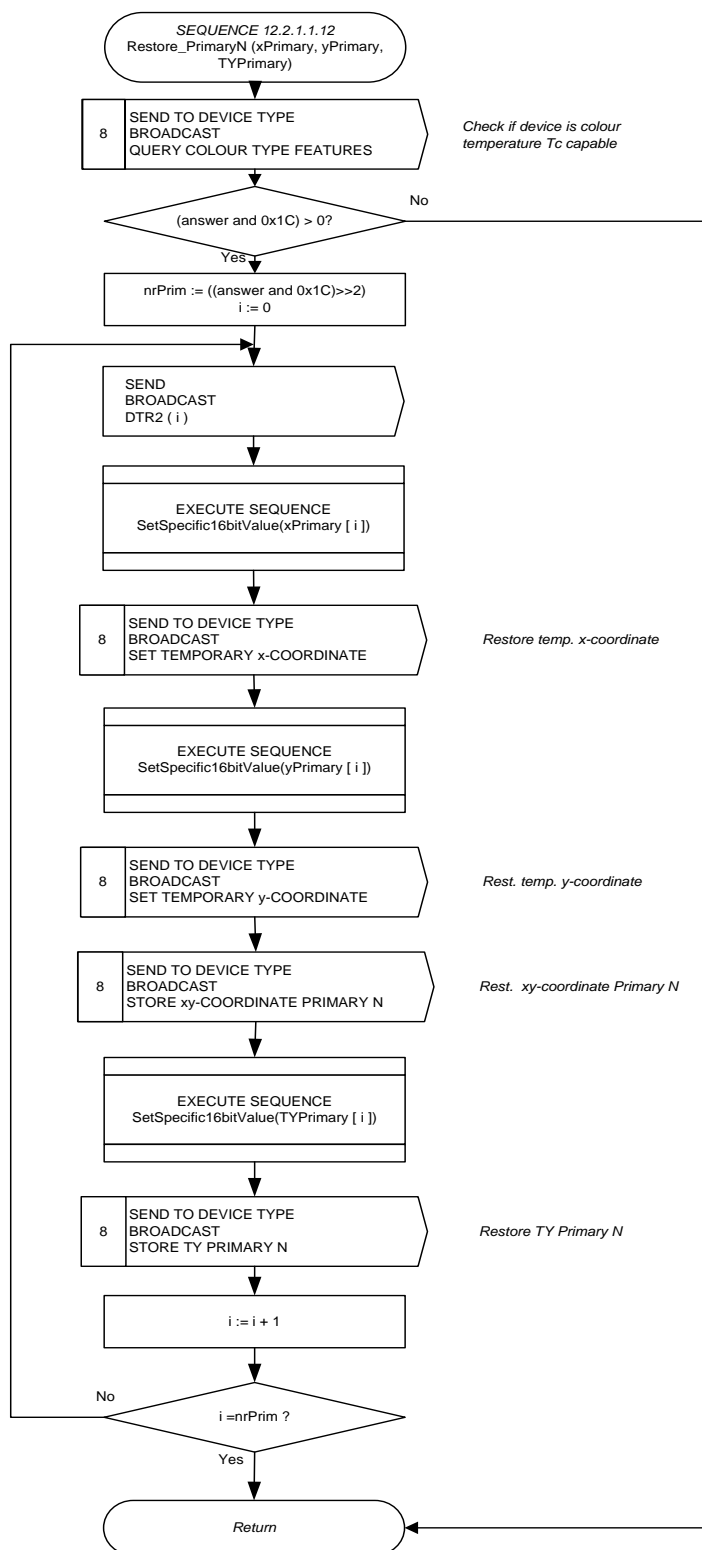 SEQUENCE 12.2.1.1.12
Restore_PrimaryN (xPrimary, yPrimary,
TYPrimary)
8
SEND TO DEVICE TYPE
BROADCAST
QUERY COLOUR TYPE FEATURES
Check if device is colour
temperature Tc capable
(answer and 0x1C) > 0?
No
Yes
nrPrim := ((answer and 0x1C)>>2)
i := 0
SEND
BROADCAST
DTR2 ( i )
EXECUTE SEQUENCE
SetSpecific16bitValue(xPrimary [ i ])
8
SEND TO DEVICE TYPE
BROADCAST
SET TEMPORARY x-COORDINATE
Restore temp. x-coordinate
EXECUTE SEQUENCE
SetSpecific16bitValue(yPrimary [ i ])
8
SEND TO DEVICE TYPE
BROADCAST
SET TEMPORARY y-COORDINATE
Rest. temp. y-coordinate
8
SEND TO DEVICE TYPE
BROADCAST
STORE xy-COORDINATE PRIMARY N
Rest.  xy-coordinate Primary N
EXECUTE SEQUENCE
SetSpecific16bitValue(TYPrimary [ i ])
8
SEND TO DEVICE TYPE
BROADCAST
STORE TY PRIMARY N
Restore TY Primary N
i := i + 1
No
i =nrPrim ?
Yes
Return